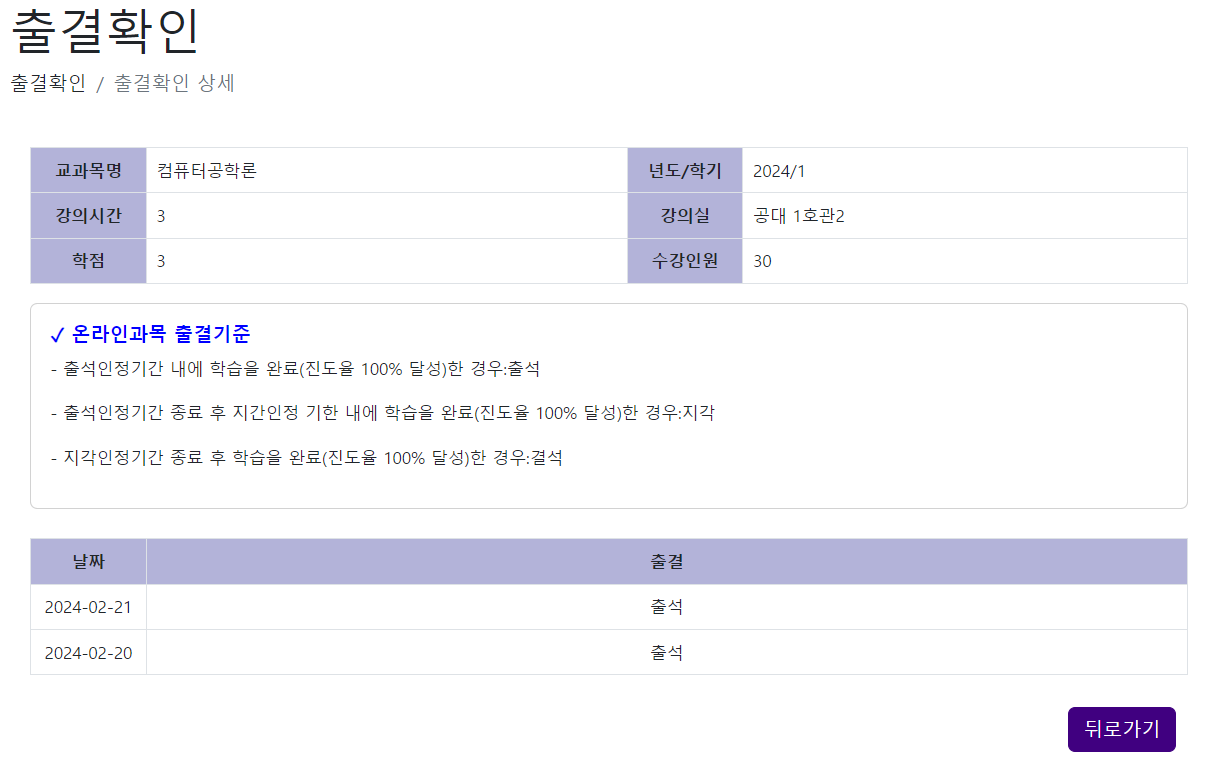 출결확인
출결확인 / 출결확인 상세
교과목명 컴퓨터공학론 년도/학기 2024/1
강의시간 3 강의실 공대 1호관2
학점 3 수강인원 30
✓ 온라인과목 출결기준
- 출석인정기간 내에 학습을 완료(진도율 100% 달성)한 경우:출석
- 출석인정기간 종료 후 지간인정 기한 내에 학습을 완료(진도율 100% 달성)한 경우:지각
- 지각인정기간 종료 후 학습을 완료(진도율 100% 달성)한 경우:결석
날짜 출결
2024-02-21 출석
2024-02-20 출석
뒤로가기